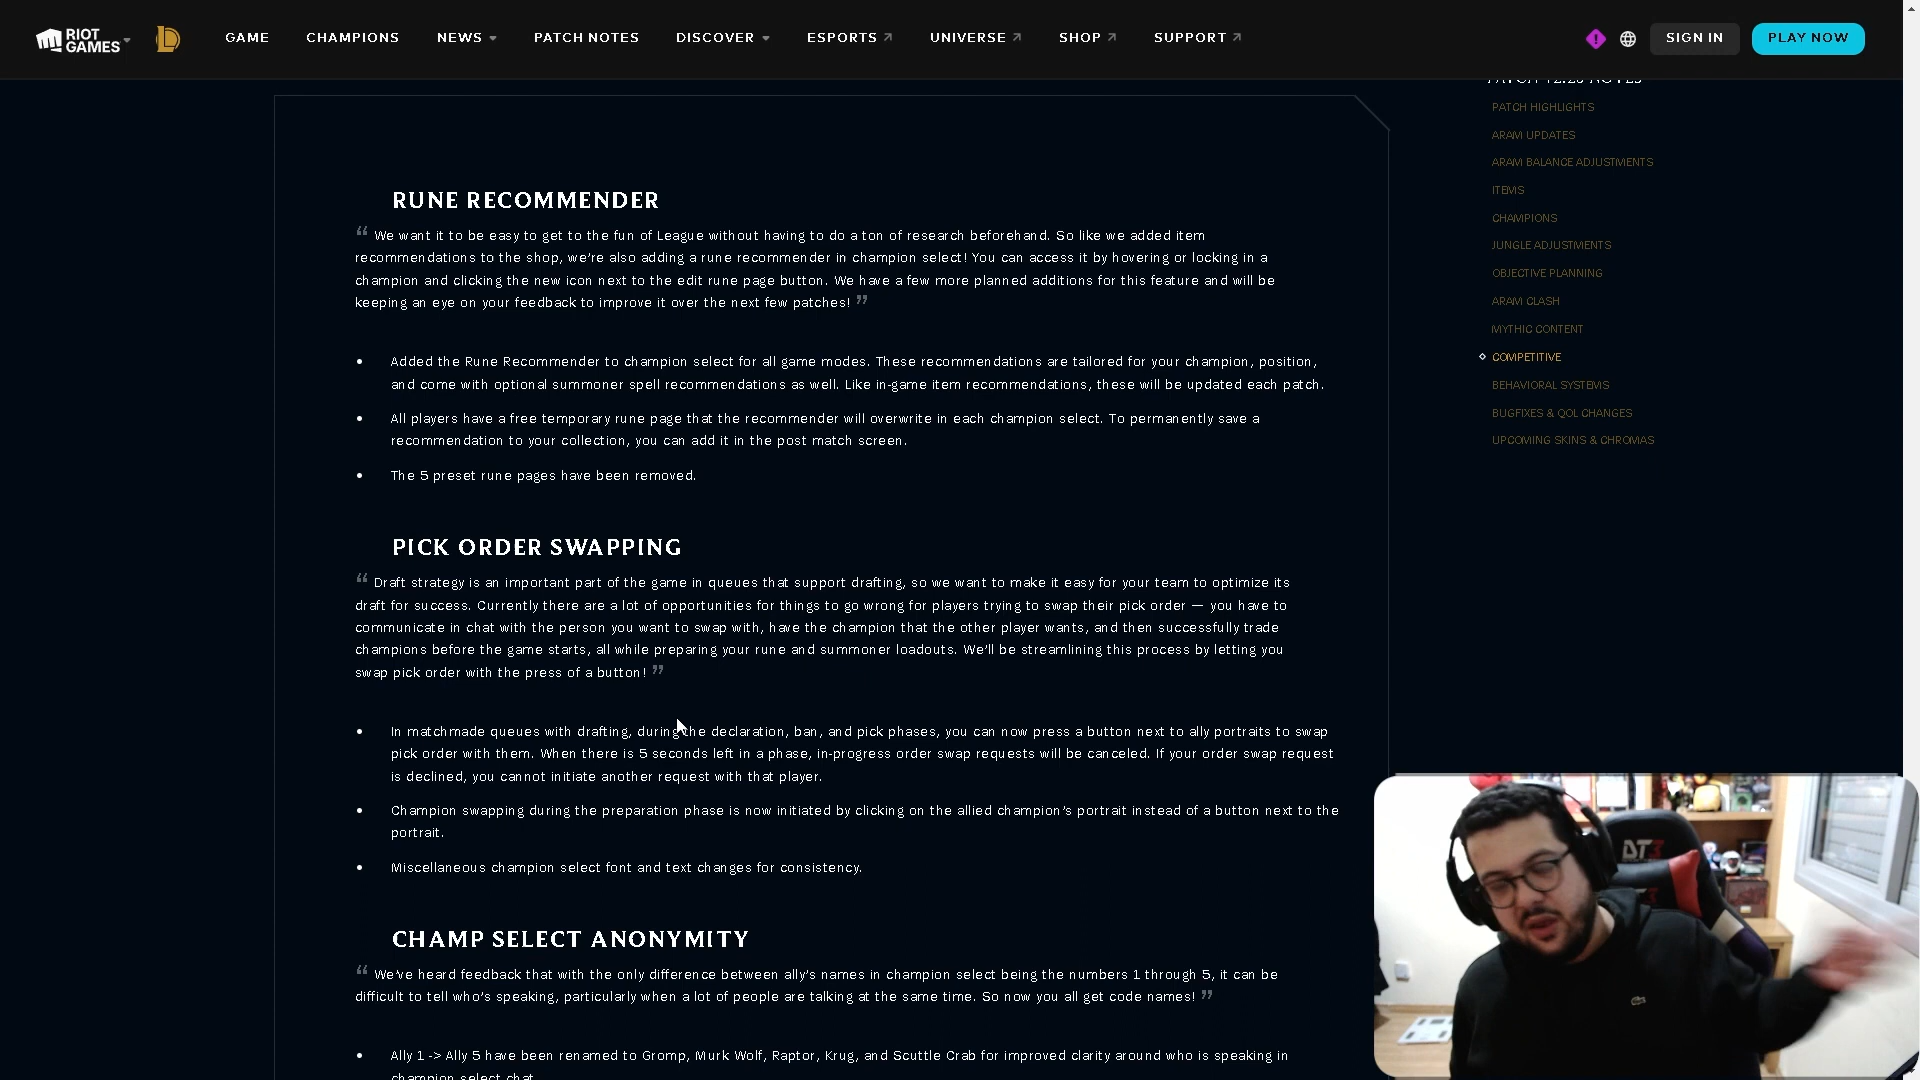 RIOT GAMES
GAME
CHAMPIONS
NEWS
PATCH NOTES
DISCOVER
ESPORTS
UNIVERSE
SHOP
SUPPORT
SIGN IN
PLAY NOW
PATCH HIGHLIGHTS
ARAM UPDATES
ARAM BALANCE ADJUSTMENTS
ITEMS
CHAMPIONS
JUNGLE ADJUSTMENTS
OBJECTIVE PLANNING
ARAM CLASH
MYTHIC CONTENT
COMPETITIVE
BEHAVIORAL SYSTEMS
BUGFIXES & QOL CHANGES
UPCOMING SKINS & CHROMAS
RUNE RECOMMENDER
“ We want it to be easy to get to the fun of League without having to do a ton of research beforehand. So like we added item
recommendations to the shop, we’re also adding a rune recommender in champion select! You can access it by hovering or locking in a
champion and clicking the new icon next to the edit rune page button. We have a few more planned additions for this feature and will be
keeping an eye on your feedback to improve it over the next few patches! ”
• Added the Rune Recommender to champion select for all game modes. These recommendations are tailored for your champion, position,
and come with optional summoner spell recommendations as well. Like in-game item recommendations, these will be updated each patch.
• All players have a free temporary rune page that the recommender will overwrite in each champion select. To permanently save a
recommendation to your collection, you can add it in the post match screen.
• The 5 preset rune pages have been removed.
PICK ORDER SWAPPING
“ Draft strategy is an important part of the game in queues that support drafting, so we want to make it easy for your team to optimize its
draft for success. Currently there are a lot of opportunities for things to go wrong for players trying to swap their pick order — you have to
communicate in chat with the person you want to swap with, have the champion that the other player wants, and then successfully trade
champions before the game starts, all while preparing your rune and summoner loadouts. We’ll be streamlining this process by letting you
swap pick order with the press of a button! ”
• In matchmade queues with drafting, during the declaration, ban, and pick phases, you can now press a button next to ally portraits to swap
pick order with them. When there is 5 seconds left in a phase, in-progress order swap requests will be canceled. If your order swap request
is declined, you cannot initiate another request with that player.
• Champion swapping during the preparation phase is now initiated by clicking on the allied champion’s portrait instead of a button next to the
portrait.
• Miscellaneous champion select font and text changes for consistency.
CHAMP SELECT ANONYMITY
“ We’ve heard feedback that with the only difference between ally’s names in champion select being the numbers 1 through 5, it can be
difficult to tell who’s speaking, particularly when a lot of people are talking at the same time. So now you all get code names! ”
• Ally 1 -> Ally 5 have been renamed to Gromp, Murk Wolf, Raptor, Krug, and Scuttle Crab for improved clarity around who is speaking in
champion select chat.
DT3